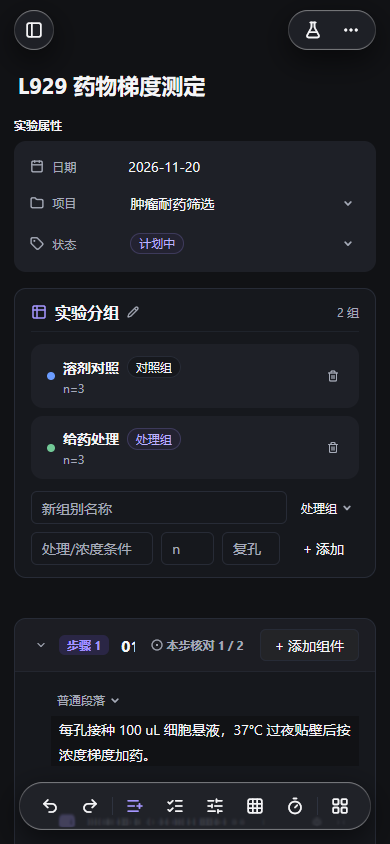 L929 药物梯度测定
实验属性
日期 2026-11-20
项目 肿瘤耐药筛选
状态 计划中
实验分组 2 组
溶剂对照 对照组
n=3
给药处理 处理组
n=3
新组别名称 处理组
处理/浓度条件 n 复孔 + 添加
步骤 1 01 本步核对 1 / 2 + 添加组件
普通段落
每孔接种 100 uL 细胞悬液，37°C 过夜贴壁后按
浓度梯度加药。